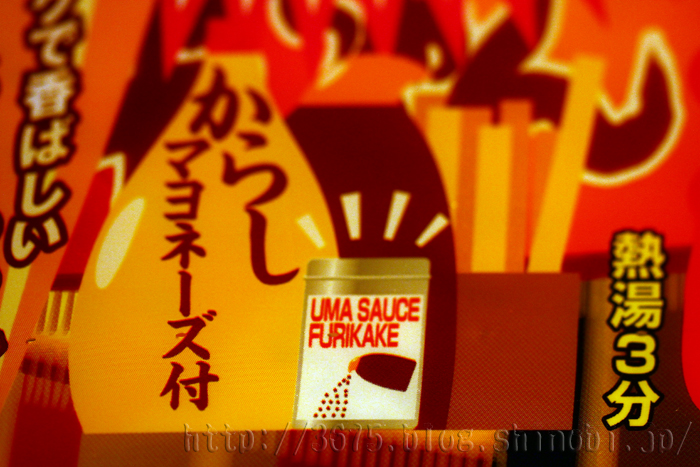 で香ばしい
からし
マヨネーズ付
UMA SAUCE
FURIKAKE
熱湯3分
http://3675.blog.shinobi.jp/